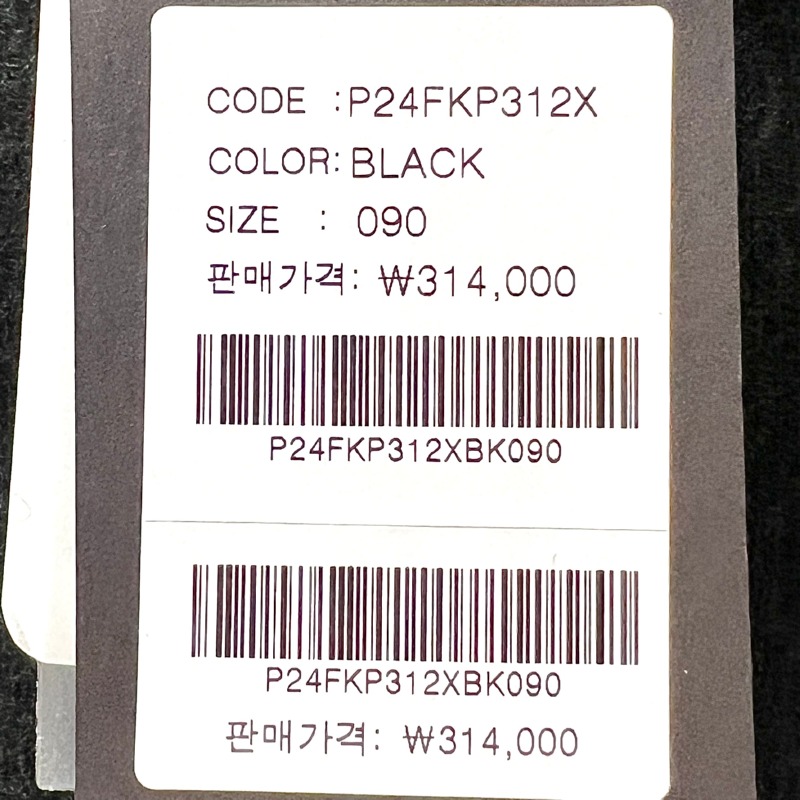 CODE :P24FKP312X
COLOR:BLACK
SIZE : 090
판매가격: ₩314,000
P24FKP312XBK090
P24FKP312XBK090
판매가격: ₩314,000